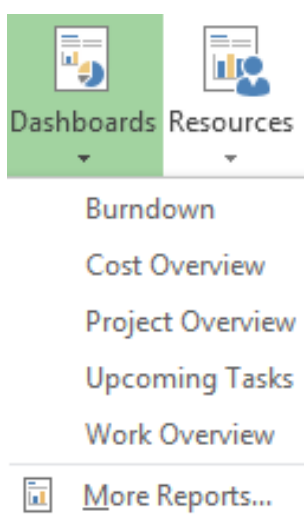 Dashboards Resources
Burndown
Cost Overview
Project Overview
Upcoming Tasks
Work Overview
More Reports...